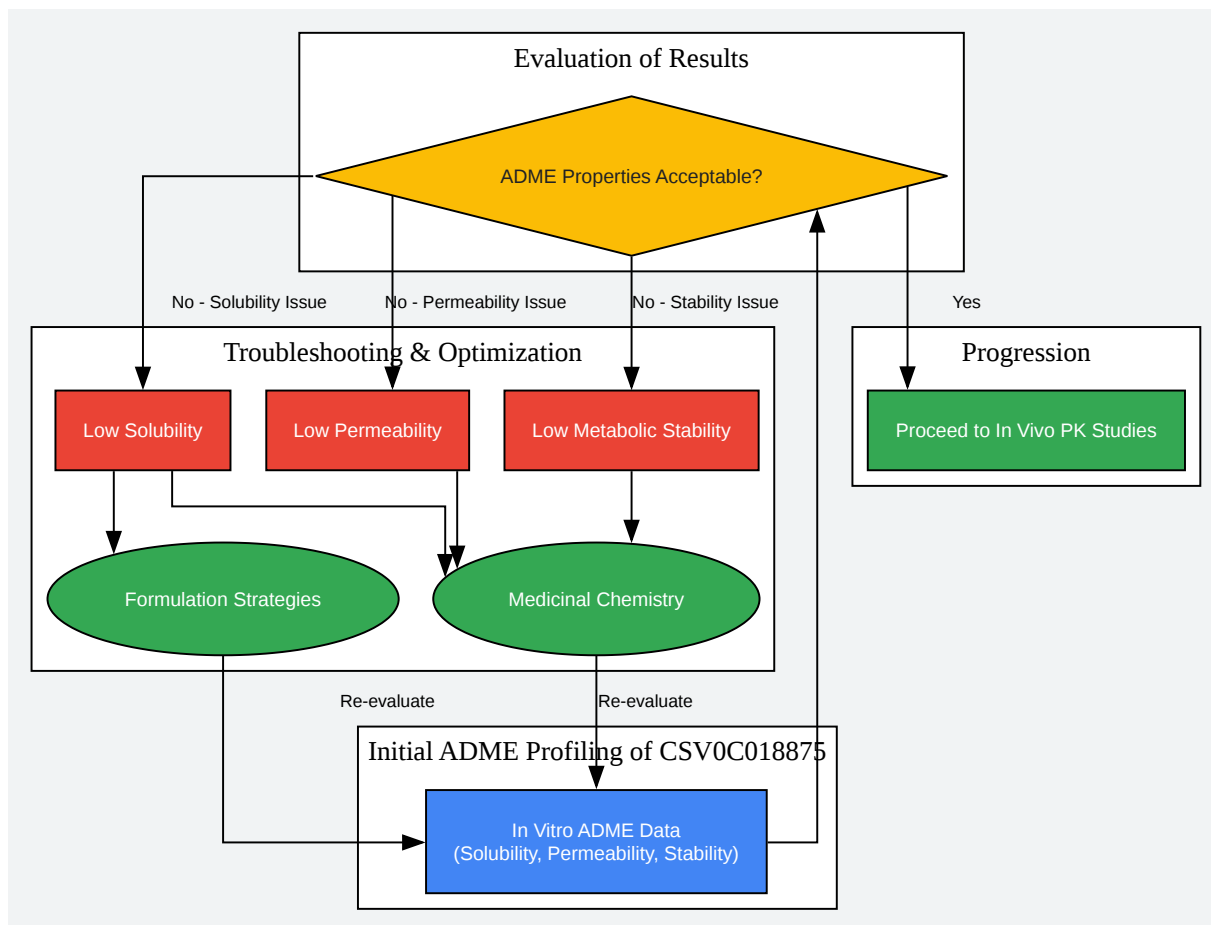 Evaluation of Results
ADME Properties Acceptable?
No - Solubility Issue
No - Permeability Issue
No - Stability Issue
Yes
Troubleshooting & Optimization
Progression
Low Solubility
Low Permeability
Low Metabolic Stability
Proceed to In Vivo PK Studies
Formulation Strategies
Medicinal Chemistry
Re-evaluate
Re-evaluate
Initial ADME Profiling of CSV0C018875
In Vitro ADME Data
(Solubility, Permeability, Stability)